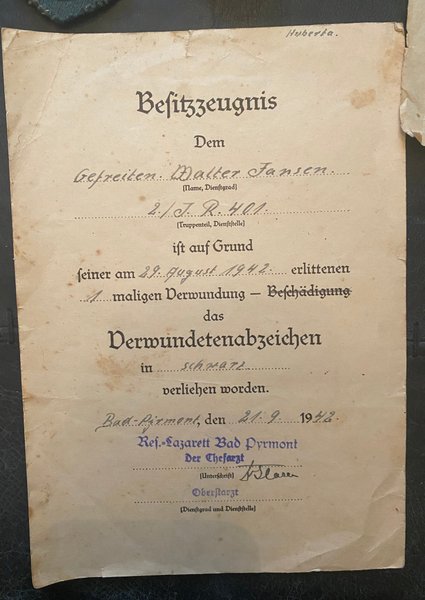 Huberta.
Besitzzeugnis
Dem
Gefreiten. Walter Jansen.
(Name, Dienstgrad)
2./J. R. 401
(Truppenteil, Dienststelle)
ist auf Grund
seiner am 29. August 1942. erlittenen
1 maligen Verwundung – Beschädigung
das
Verwundetenabzeichen
in schwarz
verliehen worden.
Bad-Pyrmont, den 21. 9. 1942.
Res.-Lazarett Bad Pyrmont
Der Chefarzt
(Unterschrift)
Oberstarzt
(Dienstgrad und Dienststelle)